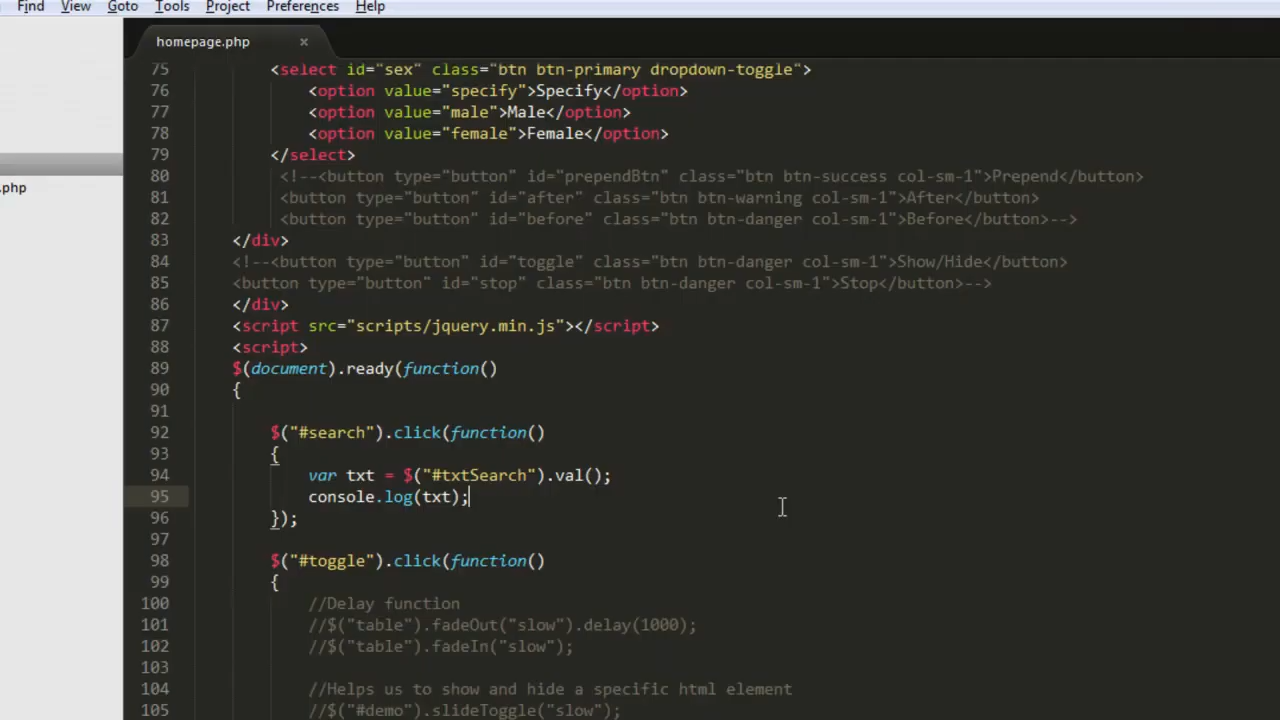 Find View Goto Tools Project Preferences Help
homepage.php ×
.php
75 <select id="sex" class="btn btn-primary dropdown-toggle">
76 <option value="specify">Specify</option>
77 <option value="male">Male</option>
78 <option value="female">Female</option>
79 </select>
80 <!--<button type="button" id="prependBtn" class="btn btn-success col-sm-1">Prepend</button>
81 <button type="button" id="after" class="btn btn-warning col-sm-1">After</button>
82 <button type="button" id="before" class="btn btn-danger col-sm-1">Before</button>-->
83 </div>
84 <!--<button type="button" id="toggle" class="btn btn-danger col-sm-1">Show/Hide</button>
85 <button type="button" id="stop" class="btn btn-danger col-sm-1">Stop</button>-->
86 </div>
87 <script src="scripts/jquery.min.js"></script>
88 <script>
89 $(document).ready(function()
90 {
91
92 $("#search").click(function()
93 {
94 var txt = $("#txtSearch").val();
95 console.log(txt);
96 });
97
98 $("#toggle").click(function()
99 {
100 //Delay function
101 //$("table").fadeOut("slow").delay(1000);
102 //$("table").fadeIn("slow");
103
104 //Helps us to show and hide a specific html element
105 //$("#demo").slideToggle("slow");